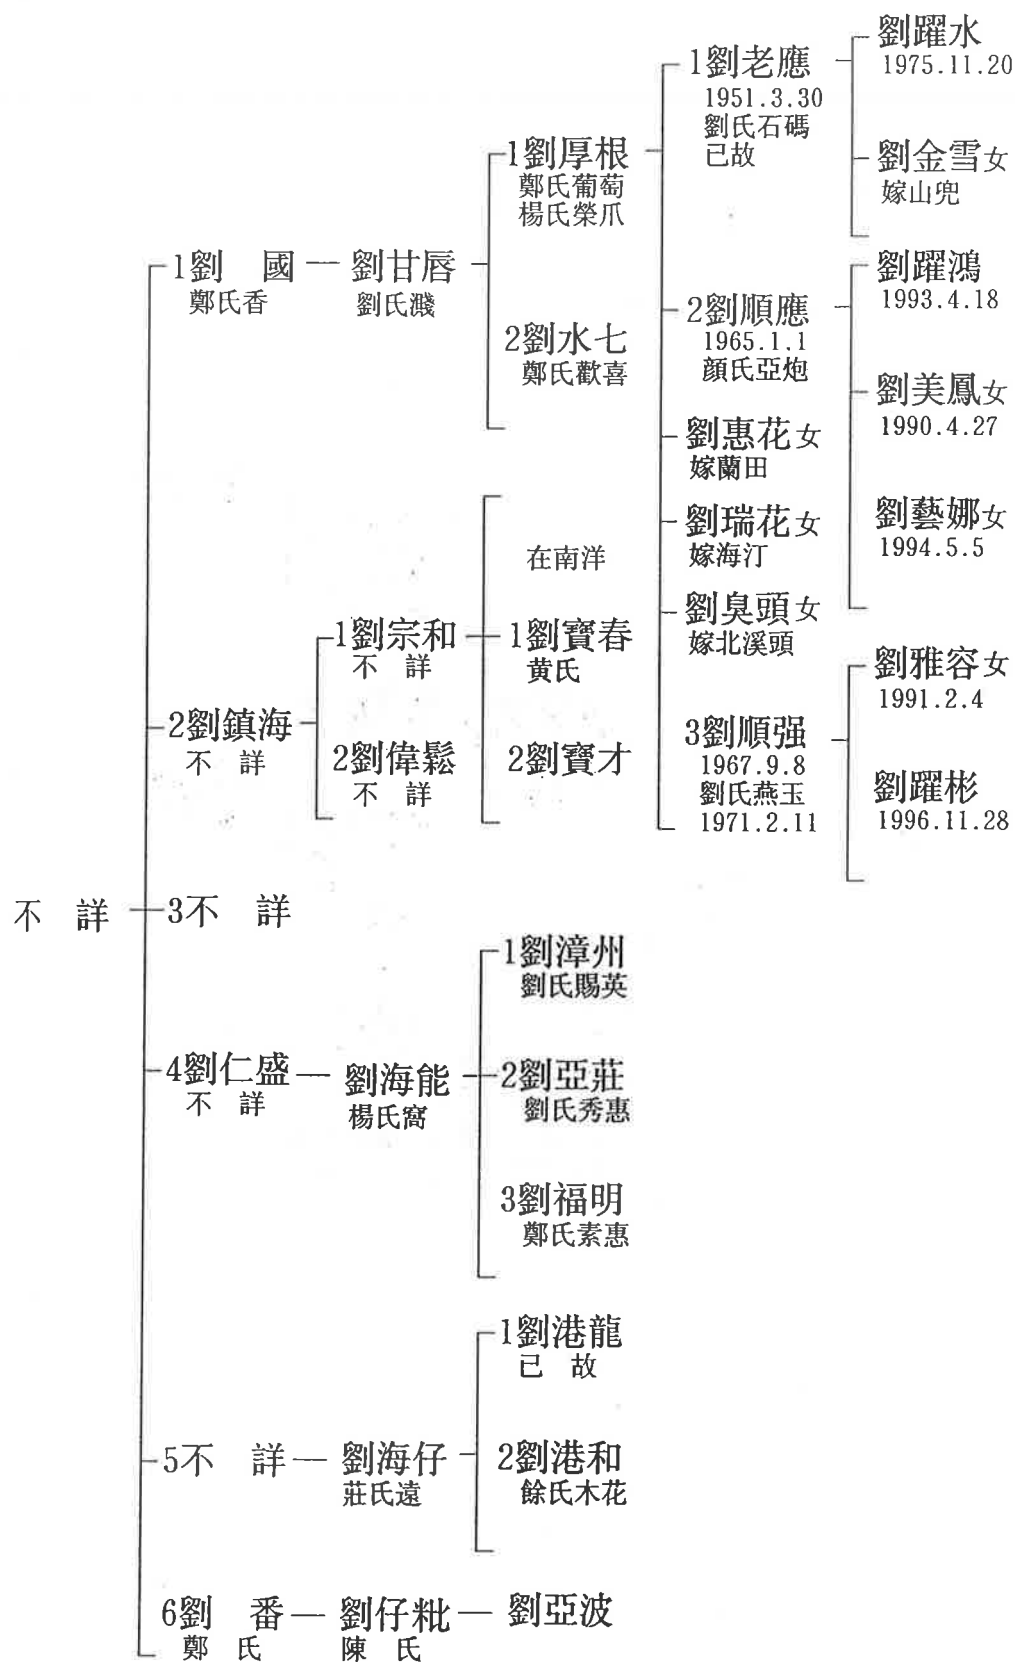 不　詳
1劉　國
鄭氏香
劉甘唇
劉氏濺
1劉厚根
鄭氏葡萄
楊氏榮爪
1劉老應
1951.3.30
劉氏石碼
已故
劉躍水
1975.11.20
劉金雪女
嫁山兜
2劉順應
1965.1.1
顏氏亞炮
劉躍鴻
1993.4.18
劉美鳳女
1990.4.27
劉藝娜女
1994.5.5
劉惠花女
嫁蘭田
劉瑞花女
嫁海汀
劉臭頭女
嫁北溪頭
3劉順强
1967.9.8
劉氏燕玉
1971.2.11
劉雅容女
1991.2.4
劉躍彬
1996.11.28
2劉水七
鄭氏歡喜
2劉鎮海
不　詳
1劉宗和
不　詳
在南洋
1劉寶春
黄氏
2劉寶才
2劉偉鬆
不　詳
3不　詳
4劉仁盛
不　詳
劉海能
楊氏窩
1劉漳州
劉氏賜英
2劉亞莊
劉氏秀惠
3劉福明
鄭氏素惠
5不　詳
劉海仔
莊氏遠
1劉港龍
已　故
2劉港和
餘氏木花
6劉　番
鄭　氏
劉仔粃
陳　氏
劉亞波